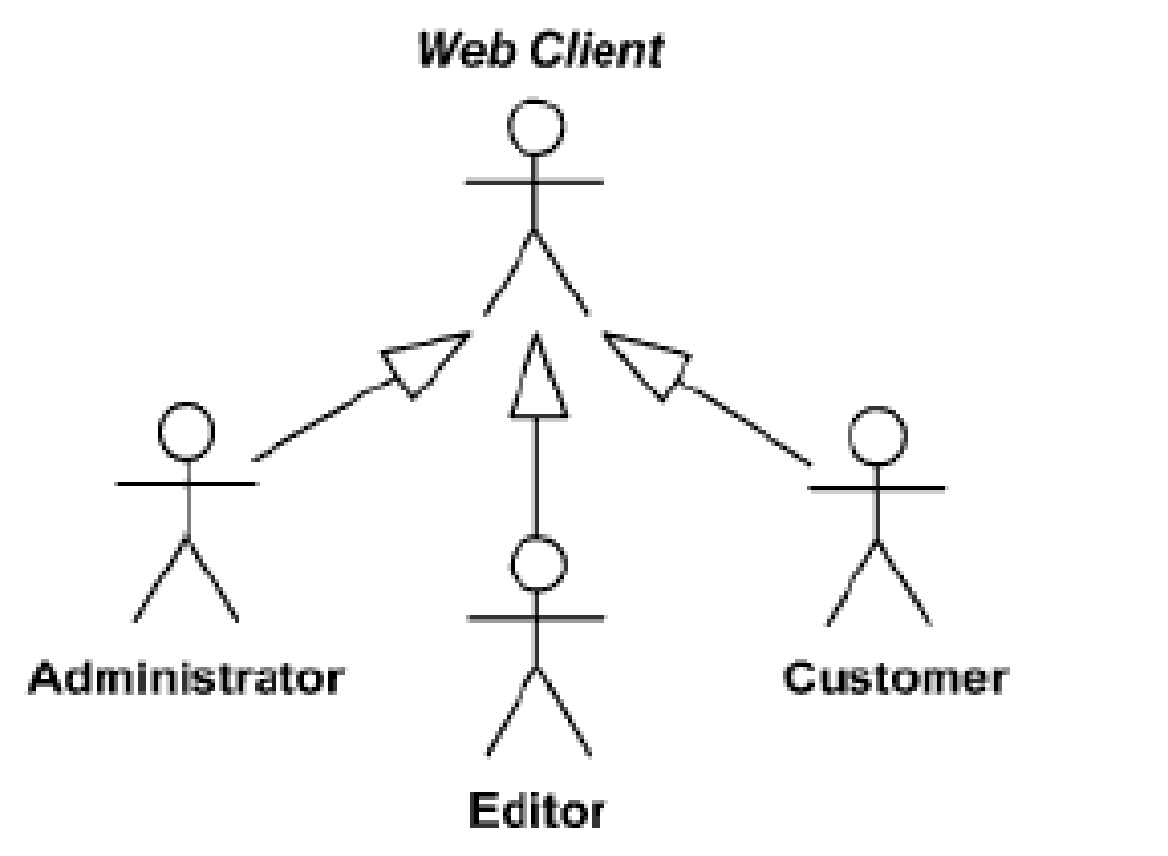 Web Client
Administrator
Customer
Editor